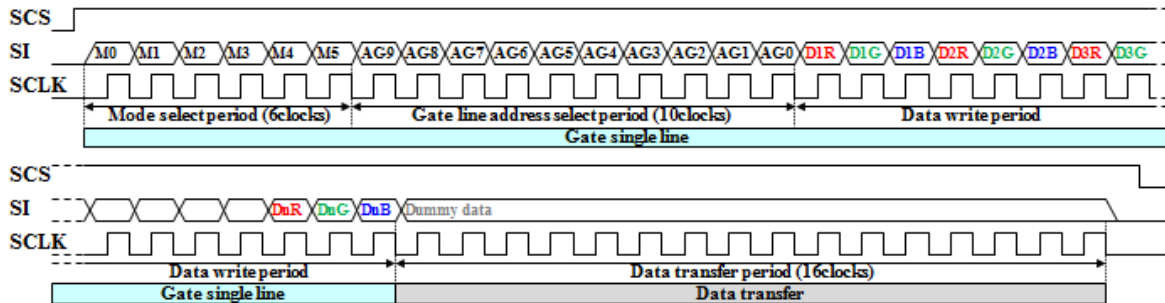 SCS
SI M0 M1 M2 M3 M4 M5 AG9 AG8 AG7 AG6 AG5 AG4 AG3 AG2 AG1 AG0 D1R D1G D1B D2R D2G D2B D3R D3G
SCLK
Mode select period (6clocks) Gate line address select period (10clocks) Data write period
Gate single line
SCS
SI DnR DnG DnB Dummy data
SCLK
Data write period Data transfer period (16clocks)
Gate single line Data transfer